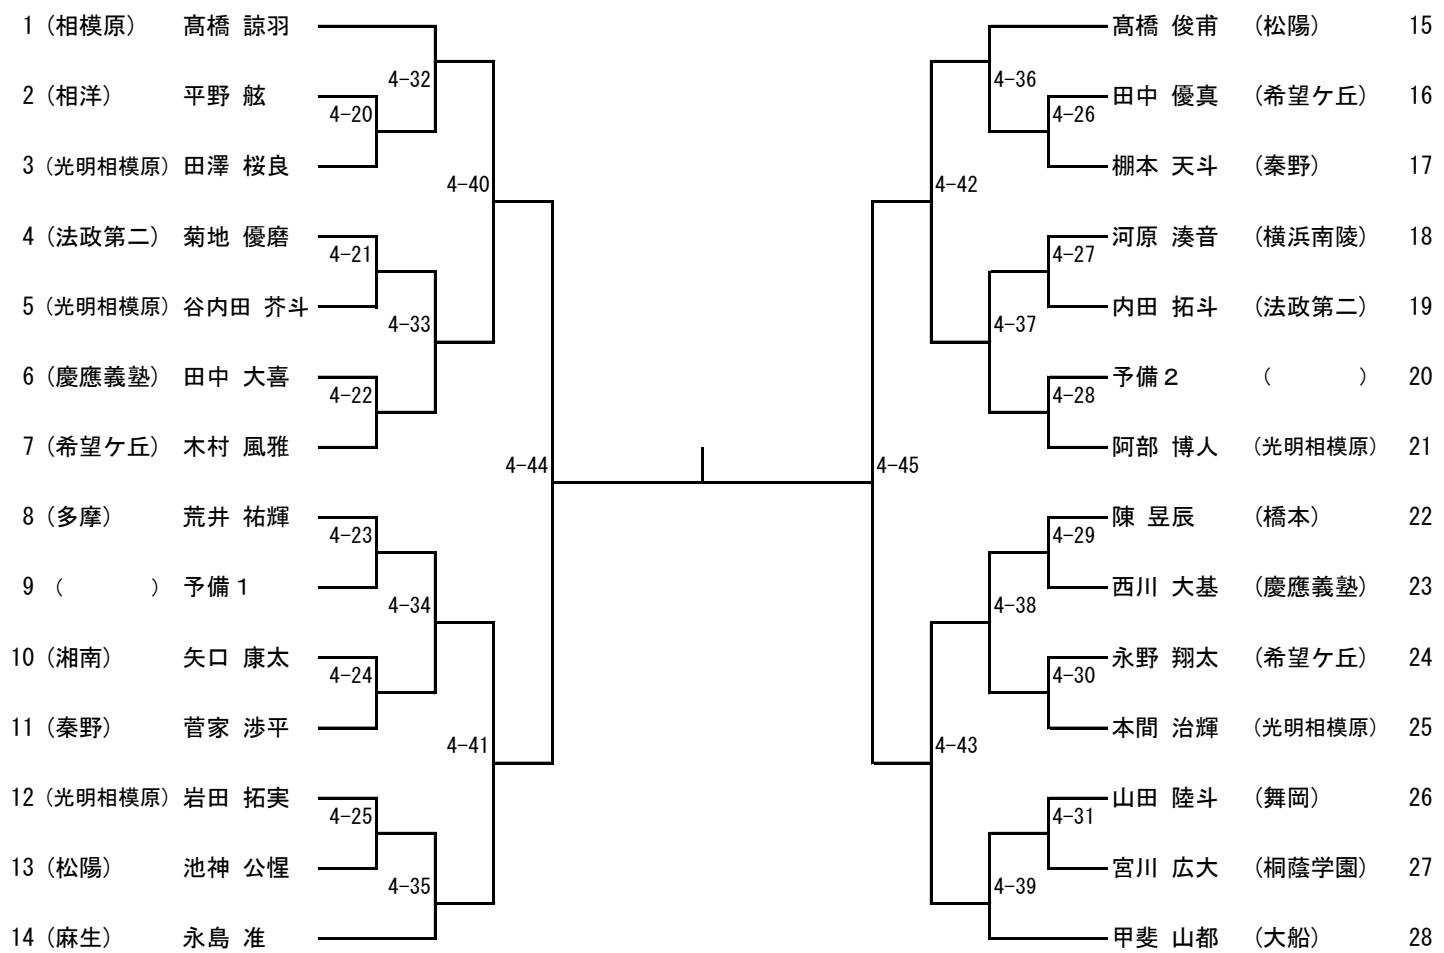 1 (相模原) 髙橋 諒羽
2 (相洋) 平野 舷
3 (光明相模原) 田澤 桜良
4 (法政第二) 菊地 優磨
5 (光明相模原) 谷内田 芥斗
6 (慶應義塾) 田中 大喜
7 (希望ケ丘) 木村 風雅
8 (多摩) 荒井 祐輝
9 ( ) 予備1
10 (湘南) 矢口 康太
11 (秦野) 菅家 渉平
12 (光明相模原) 岩田 拓実
13 (松陽) 池神 公惺
14 (麻生) 永島 准
4-20
4-21
4-22
4-23
4-24
4-25
4-32
4-33
4-34
4-35
4-40
4-41
4-44
4-45
4-42
4-43
4-36
4-37
4-38
4-39
4-26
4-27
4-28
4-29
4-30
4-31
髙橋 俊甫 (松陽) 15
田中 優真 (希望ケ丘) 16
棚本 天斗 (秦野) 17
河原 湊音 (横浜南陵) 18
内田 拓斗 (法政第二) 19
予備2 ( ) 20
阿部 博人 (光明相模原) 21
陳 昱辰 (橋本) 22
西川 大基 (慶應義塾) 23
永野 翔太 (希望ケ丘) 24
本間 治輝 (光明相模原) 25
山田 陸斗 (舞岡) 26
宮川 広大 (桐蔭学園) 27
甲斐 山都 (大船) 28